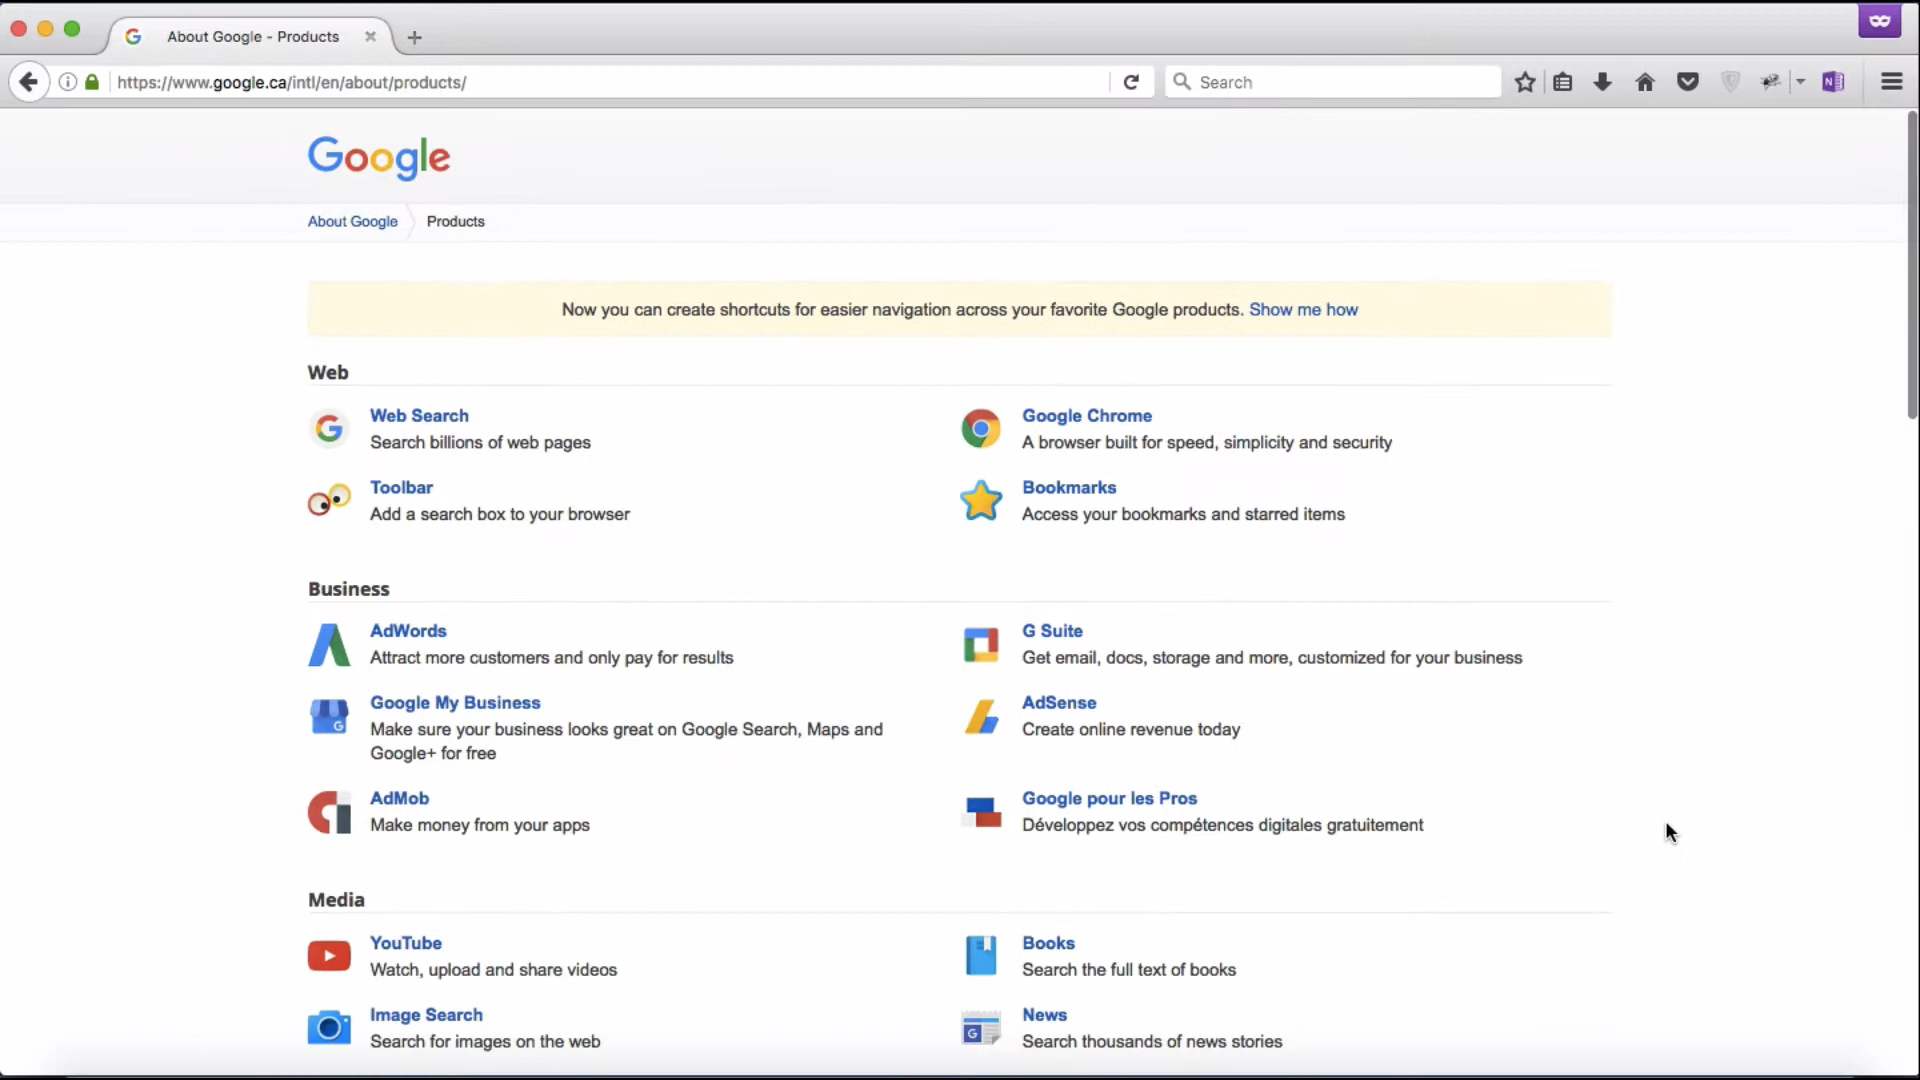 About Google - Products
https://www.google.ca/intl/en/about/products/
Search
Google
About Google
Products
Now you can create shortcuts for easier navigation across your favorite Google products. Show me how
Web
Web Search
Search billions of web pages
Google Chrome
A browser built for speed, simplicity and security
Toolbar
Add a search box to your browser
Bookmarks
Access your bookmarks and starred items
Business
AdWords
Attract more customers and only pay for results
G Suite
Get email, docs, storage and more, customized for your business
Google My Business
Make sure your business looks great on Google Search, Maps and
Google+ for free
AdSense
Create online revenue today
AdMob
Make money from your apps
Google pour les Pros
Développez vos compétences digitales gratuitement
Media
YouTube
Watch, upload and share videos
Books
Search the full text of books
Image Search
Search for images on the web
News
Search thousands of news stories